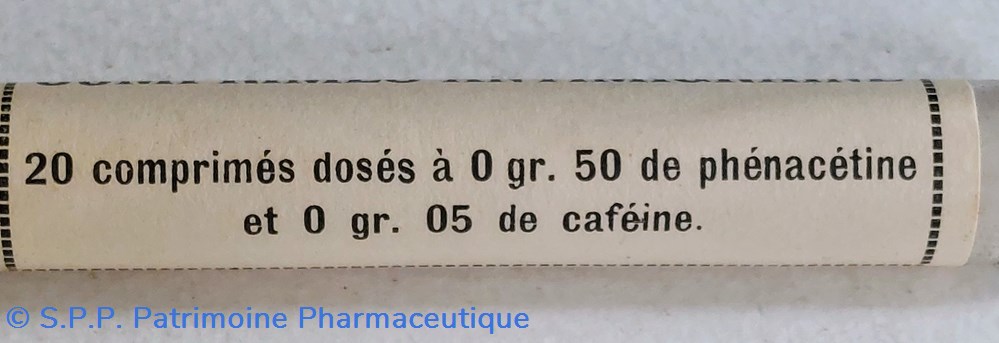 20 comprimés dosés à 0 gr. 50 de phénacétine
et 0 gr. 05 de caféine.
© S.P.P. Patrimoine Pharmaceutique